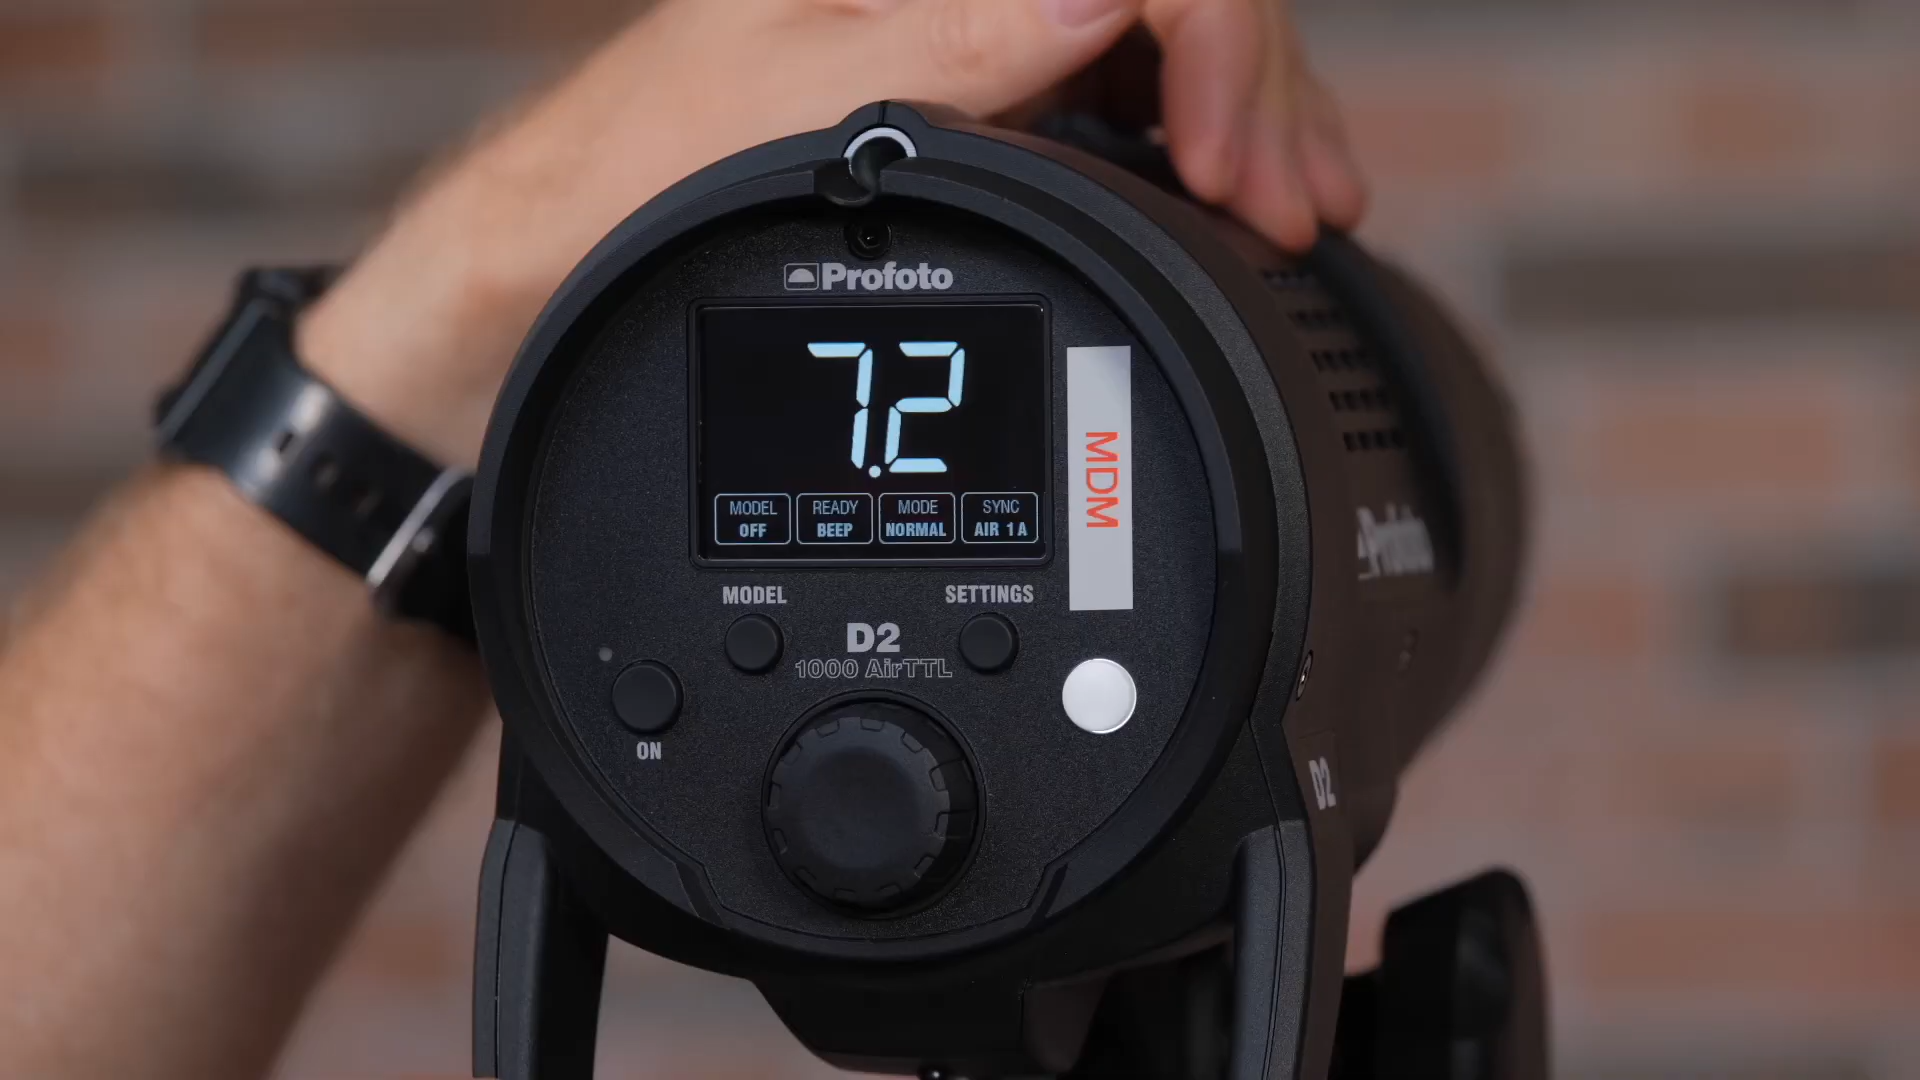 Profoto
7.2
MODEL
OFF
READY
BEEP
MODE
NORMAL
SYNC
AIR 1A
MDM
MODEL
SETTINGS
D2
1000 AirTTL
ON
Profoto
D2